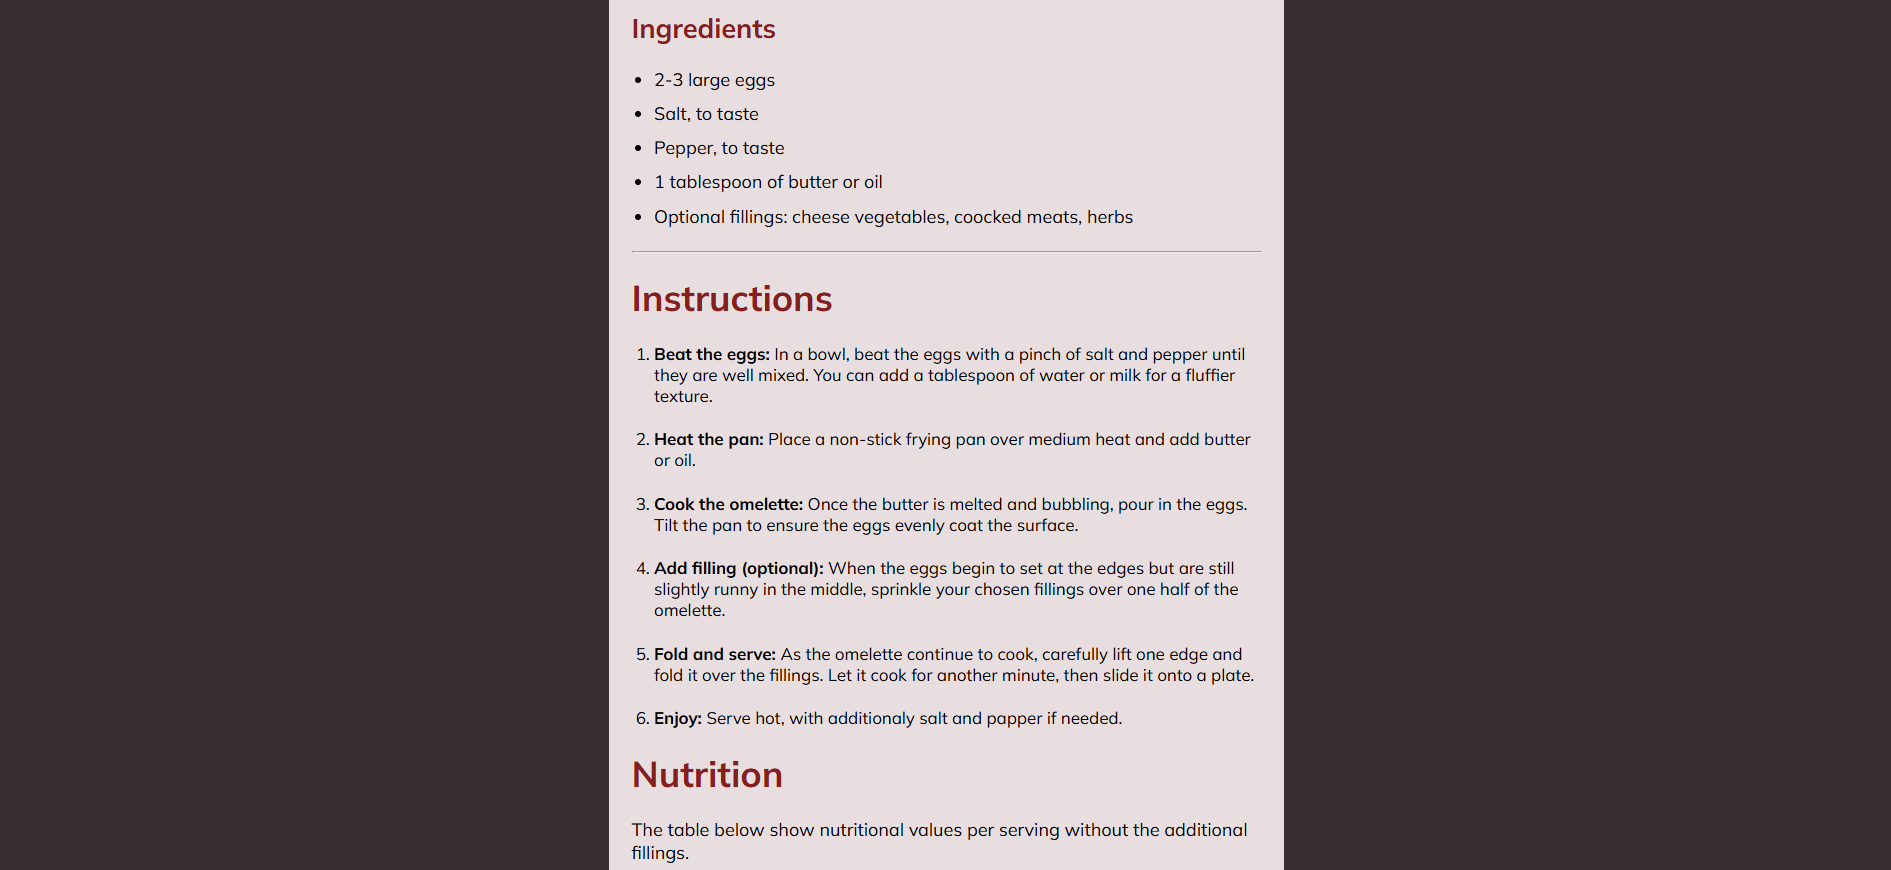 Ingredients
• 2-3 large eggs
• Salt, to taste
• Pepper, to taste
• 1 tablespoon of butter or oil
• Optional fillings: cheese vegetables, coocked meats, herbs
Instructions
1. Beat the eggs: In a bowl, beat the eggs with a pinch of salt and pepper until
they are well mixed. You can add a tablespoon of water or milk for a fluffier
texture.
2. Heat the pan: Place a non-stick frying pan over medium heat and add butter
or oil.
3. Cook the omelette: Once the butter is melted and bubbling, pour in the eggs.
Tilt the pan to ensure the eggs evenly coat the surface.
4. Add filling (optional): When the eggs begin to set at the edges but are still
slightly runny in the middle, sprinkle your chosen fillings over one half of the
omelette.
5. Fold and serve: As the omelette continue to cook, carefully lift one edge and
fold it over the fillings. Let it cook for another minute, then slide it onto a plate.
6. Enjoy: Serve hot, with additionaly salt and papper if needed.
Nutrition
The table below show nutritional values per serving without the additional
fillings.